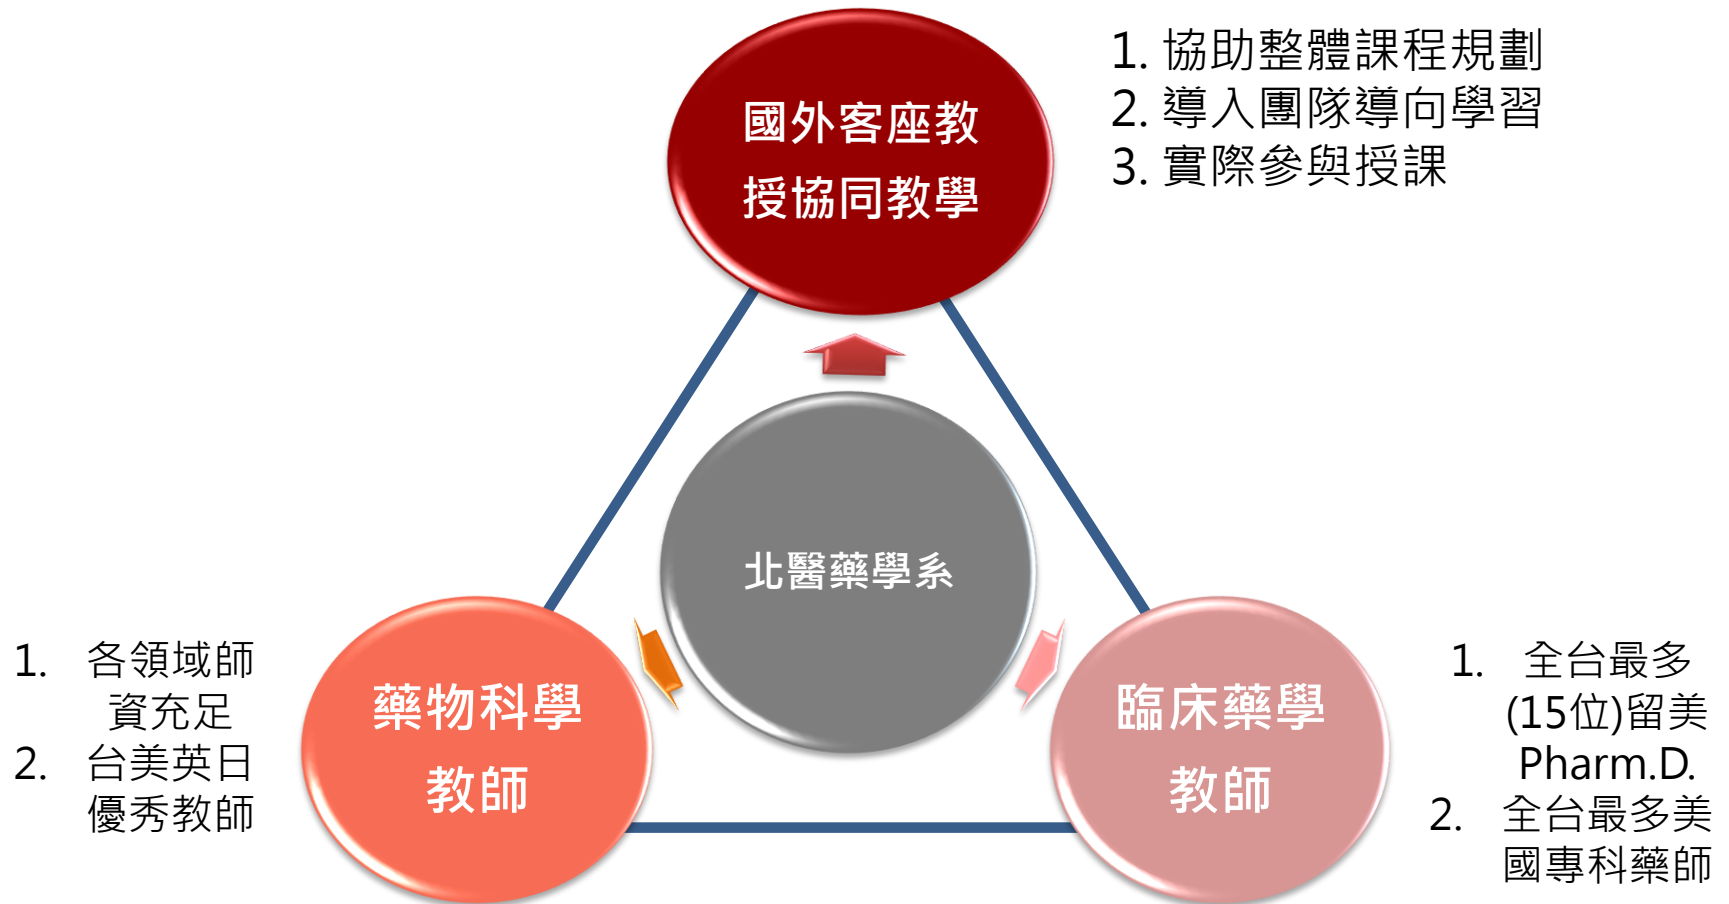 國外客座教
授協同教學
1. 協助整體課程規劃
2. 導入團隊導向學習
3. 實際參與授課
北醫藥學系
1. 各領域師
資充足
2. 台美英日
優秀教師
藥物科學
教師
臨床藥學
教師
1. 全台最多
(15位)留美
Pharm.D.
2. 全台最多美
國專科藥師